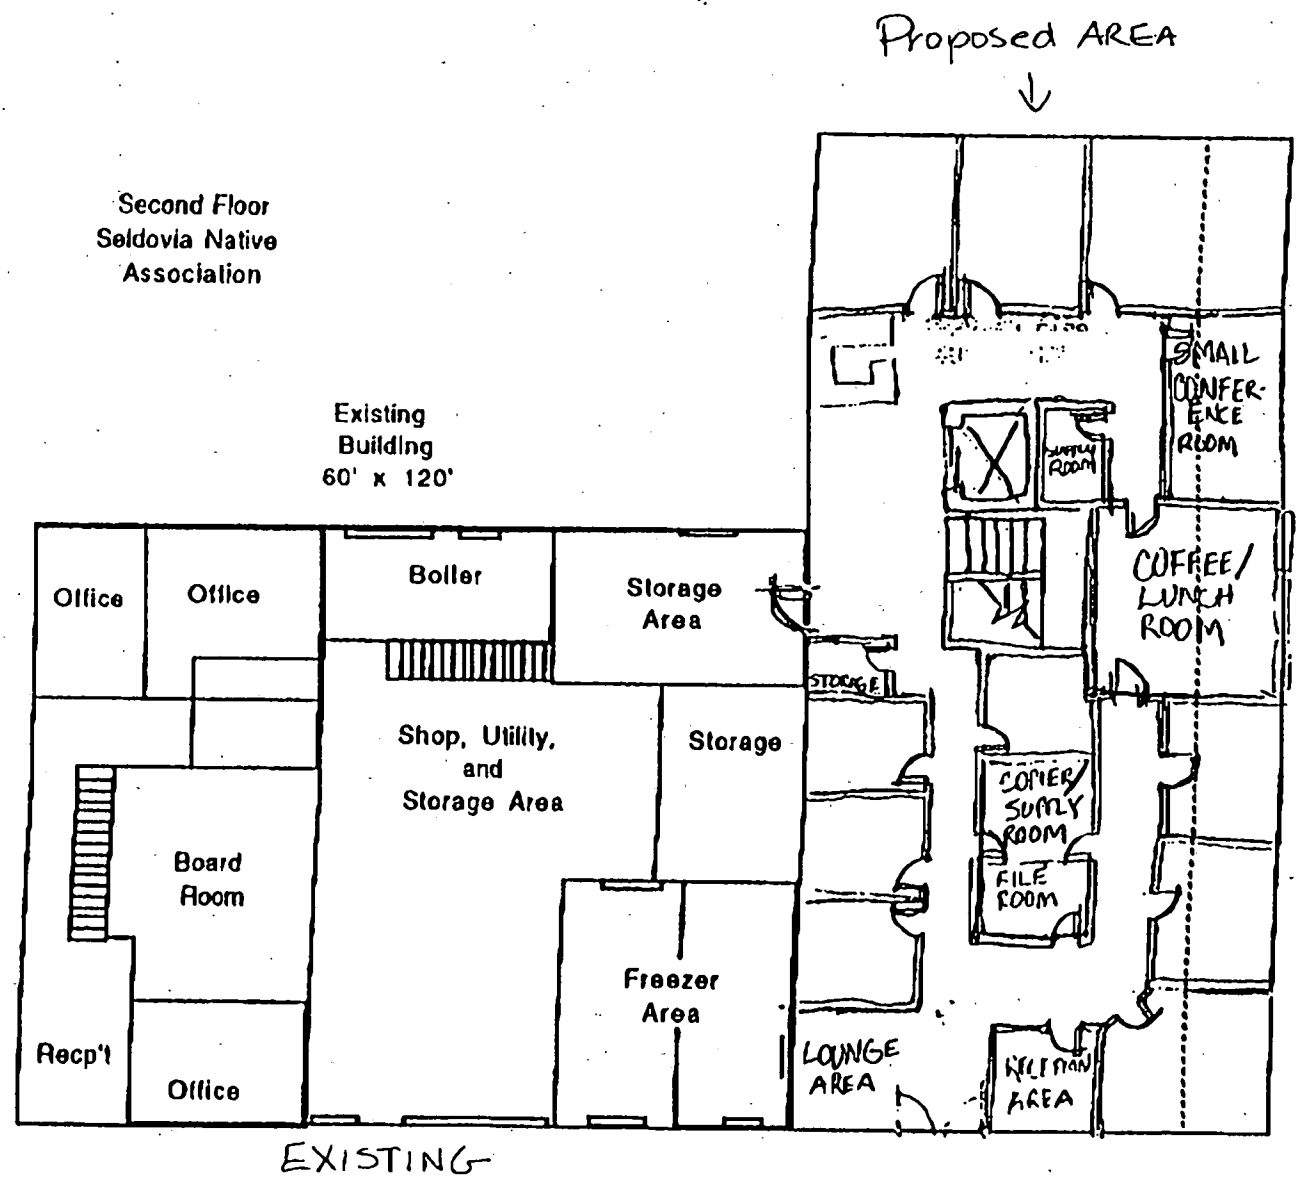 Proposed AREA
Second Floor
Seldovia Native
Association
Existing
Building
60' x 120'
SMALL
CONFER-
ENCE
ROOM
SUPPLY
ROOM
Office
Office
Boiler
Storage
Area
COFFEE/
LUNCH
ROOM
STORAGE
Shop, Utility,
and
Storage Area
Storage
COPIER/
SUPPLY
ROOM
Board
Room
FILE
ROOM
Freezer
Area
Recp't
Office
LOUNGE
AREA
RECEPTION
AREA
EXISTING